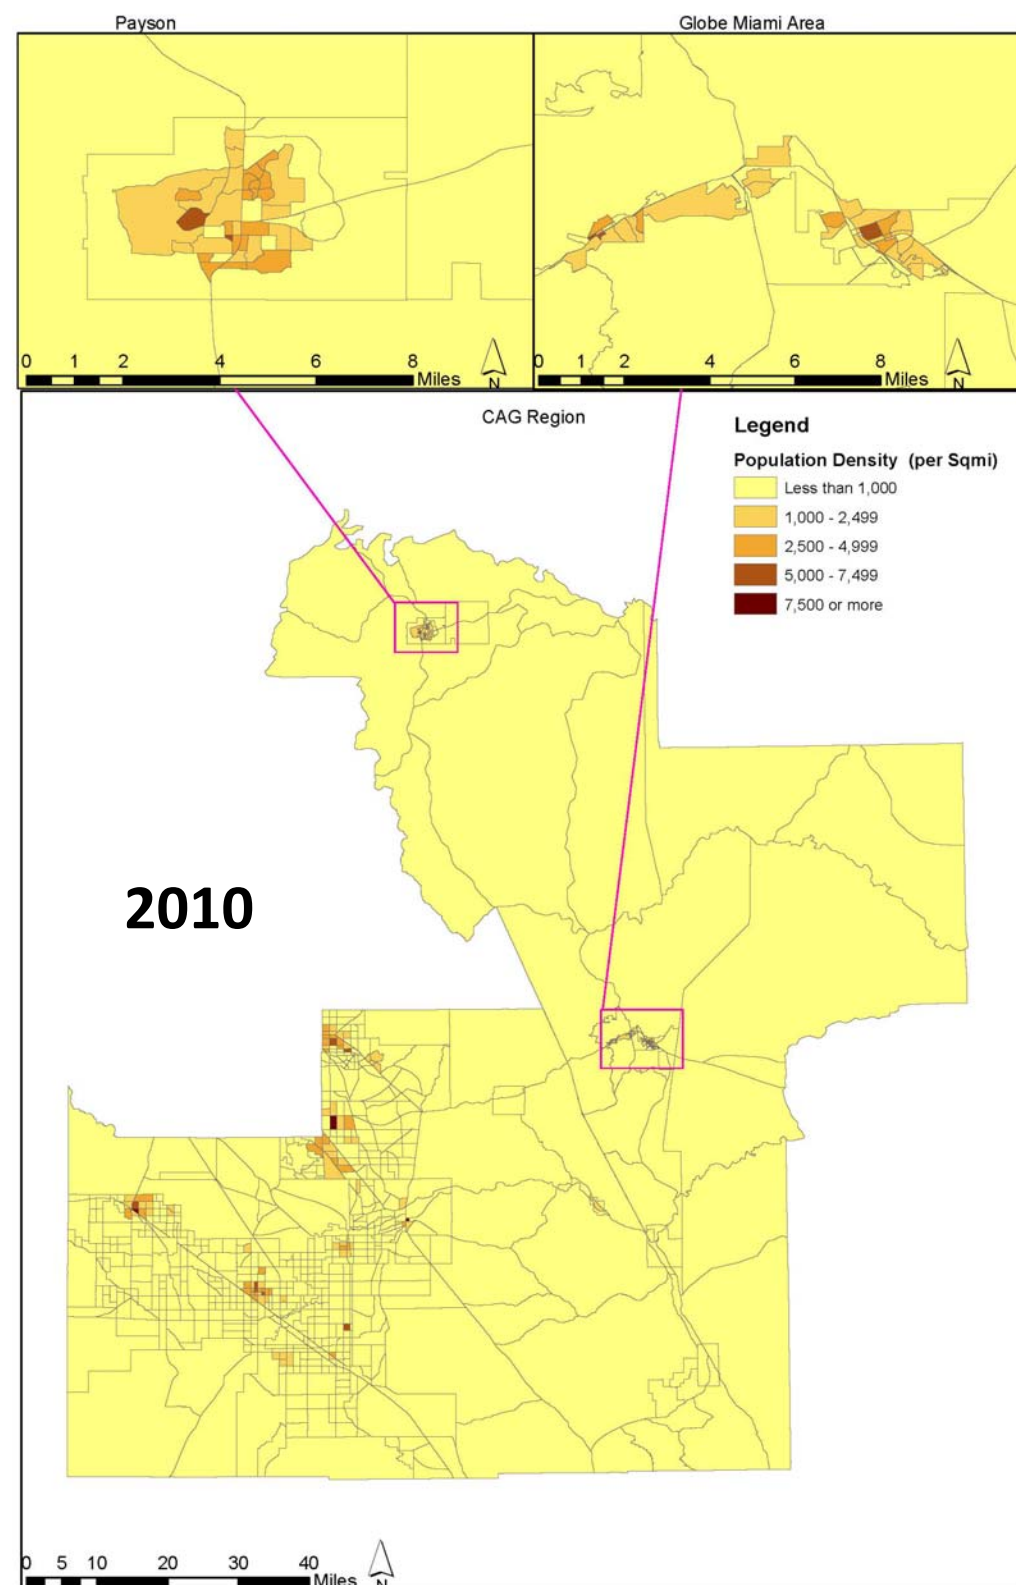 Payson
Globe Miami Area
0 1 2 4 6 8
Miles
N
0 1 2 4 6 8
Miles
N
CAG Region
Legend
Population Density (per Sqmi)
Less than 1,000
1,000 - 2,499
2,500 - 4,999
5,000 - 7,499
7,500 or more
2010
0 5 10 20 30 40
Miles
N